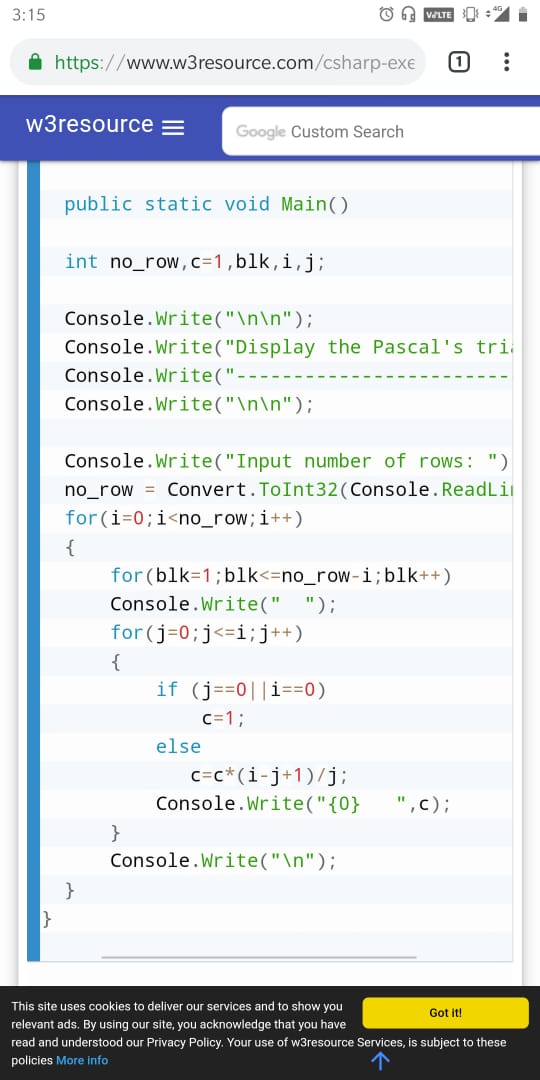 3:15 VoLTE 4G
https://www.w3resource.com/csharp-exe 1
w3resource Google Custom Search
public static void Main()
int no_row,c=1,blk,i,j;
Console.Write("\n\n");
Console.Write("Display the Pascal's tri
Console.Write("------------------------
Console.Write("\n\n");
Console.Write("Input number of rows: ")
no_row = Convert.ToInt32(Console.ReadLi
for(i=0;i<no_row;i++)
{
for(blk=1;blk<=no_row-i;blk++)
Console.Write("  ");
for(j=0;j<=i;j++)
{
if (j==0||i==0)
c=1;
else
c=c*(i-j+1)/j;
Console.Write("{0}   ",c);
}
Console.Write("\n");
}
}
This site uses cookies to deliver our services and to show you
relevant ads. By using our site, you acknowledge that you have
read and understood our Privacy Policy. Your use of w3resource Services, is subject to these
policies More info
Got it!